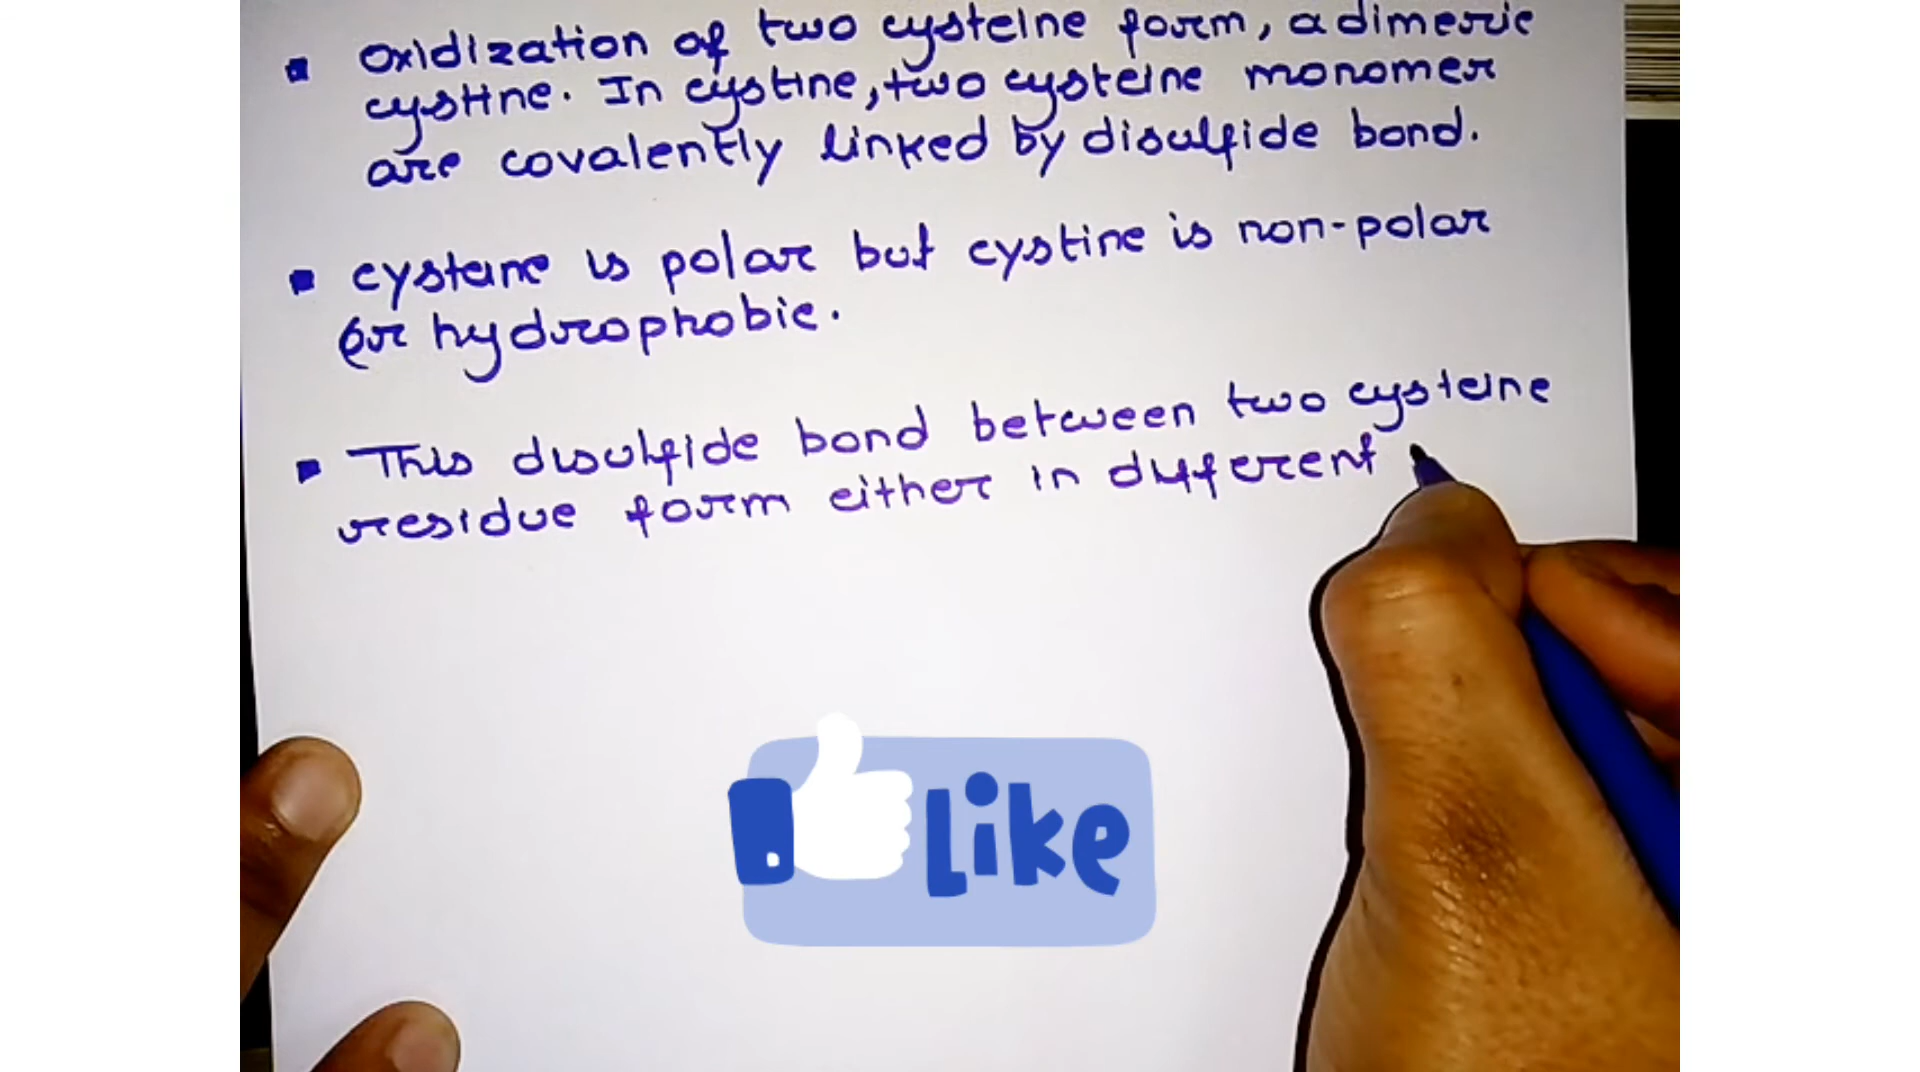 Oxidization of two cysteine form, a dimeric
cystine. In cystine, two cysteine monomer
are covalently linked by disulfide bond.
cysteine is polar but cystine is non-polar
or hydrophobic.
This disulfide bond between two cysteine
residue form either in different
Like